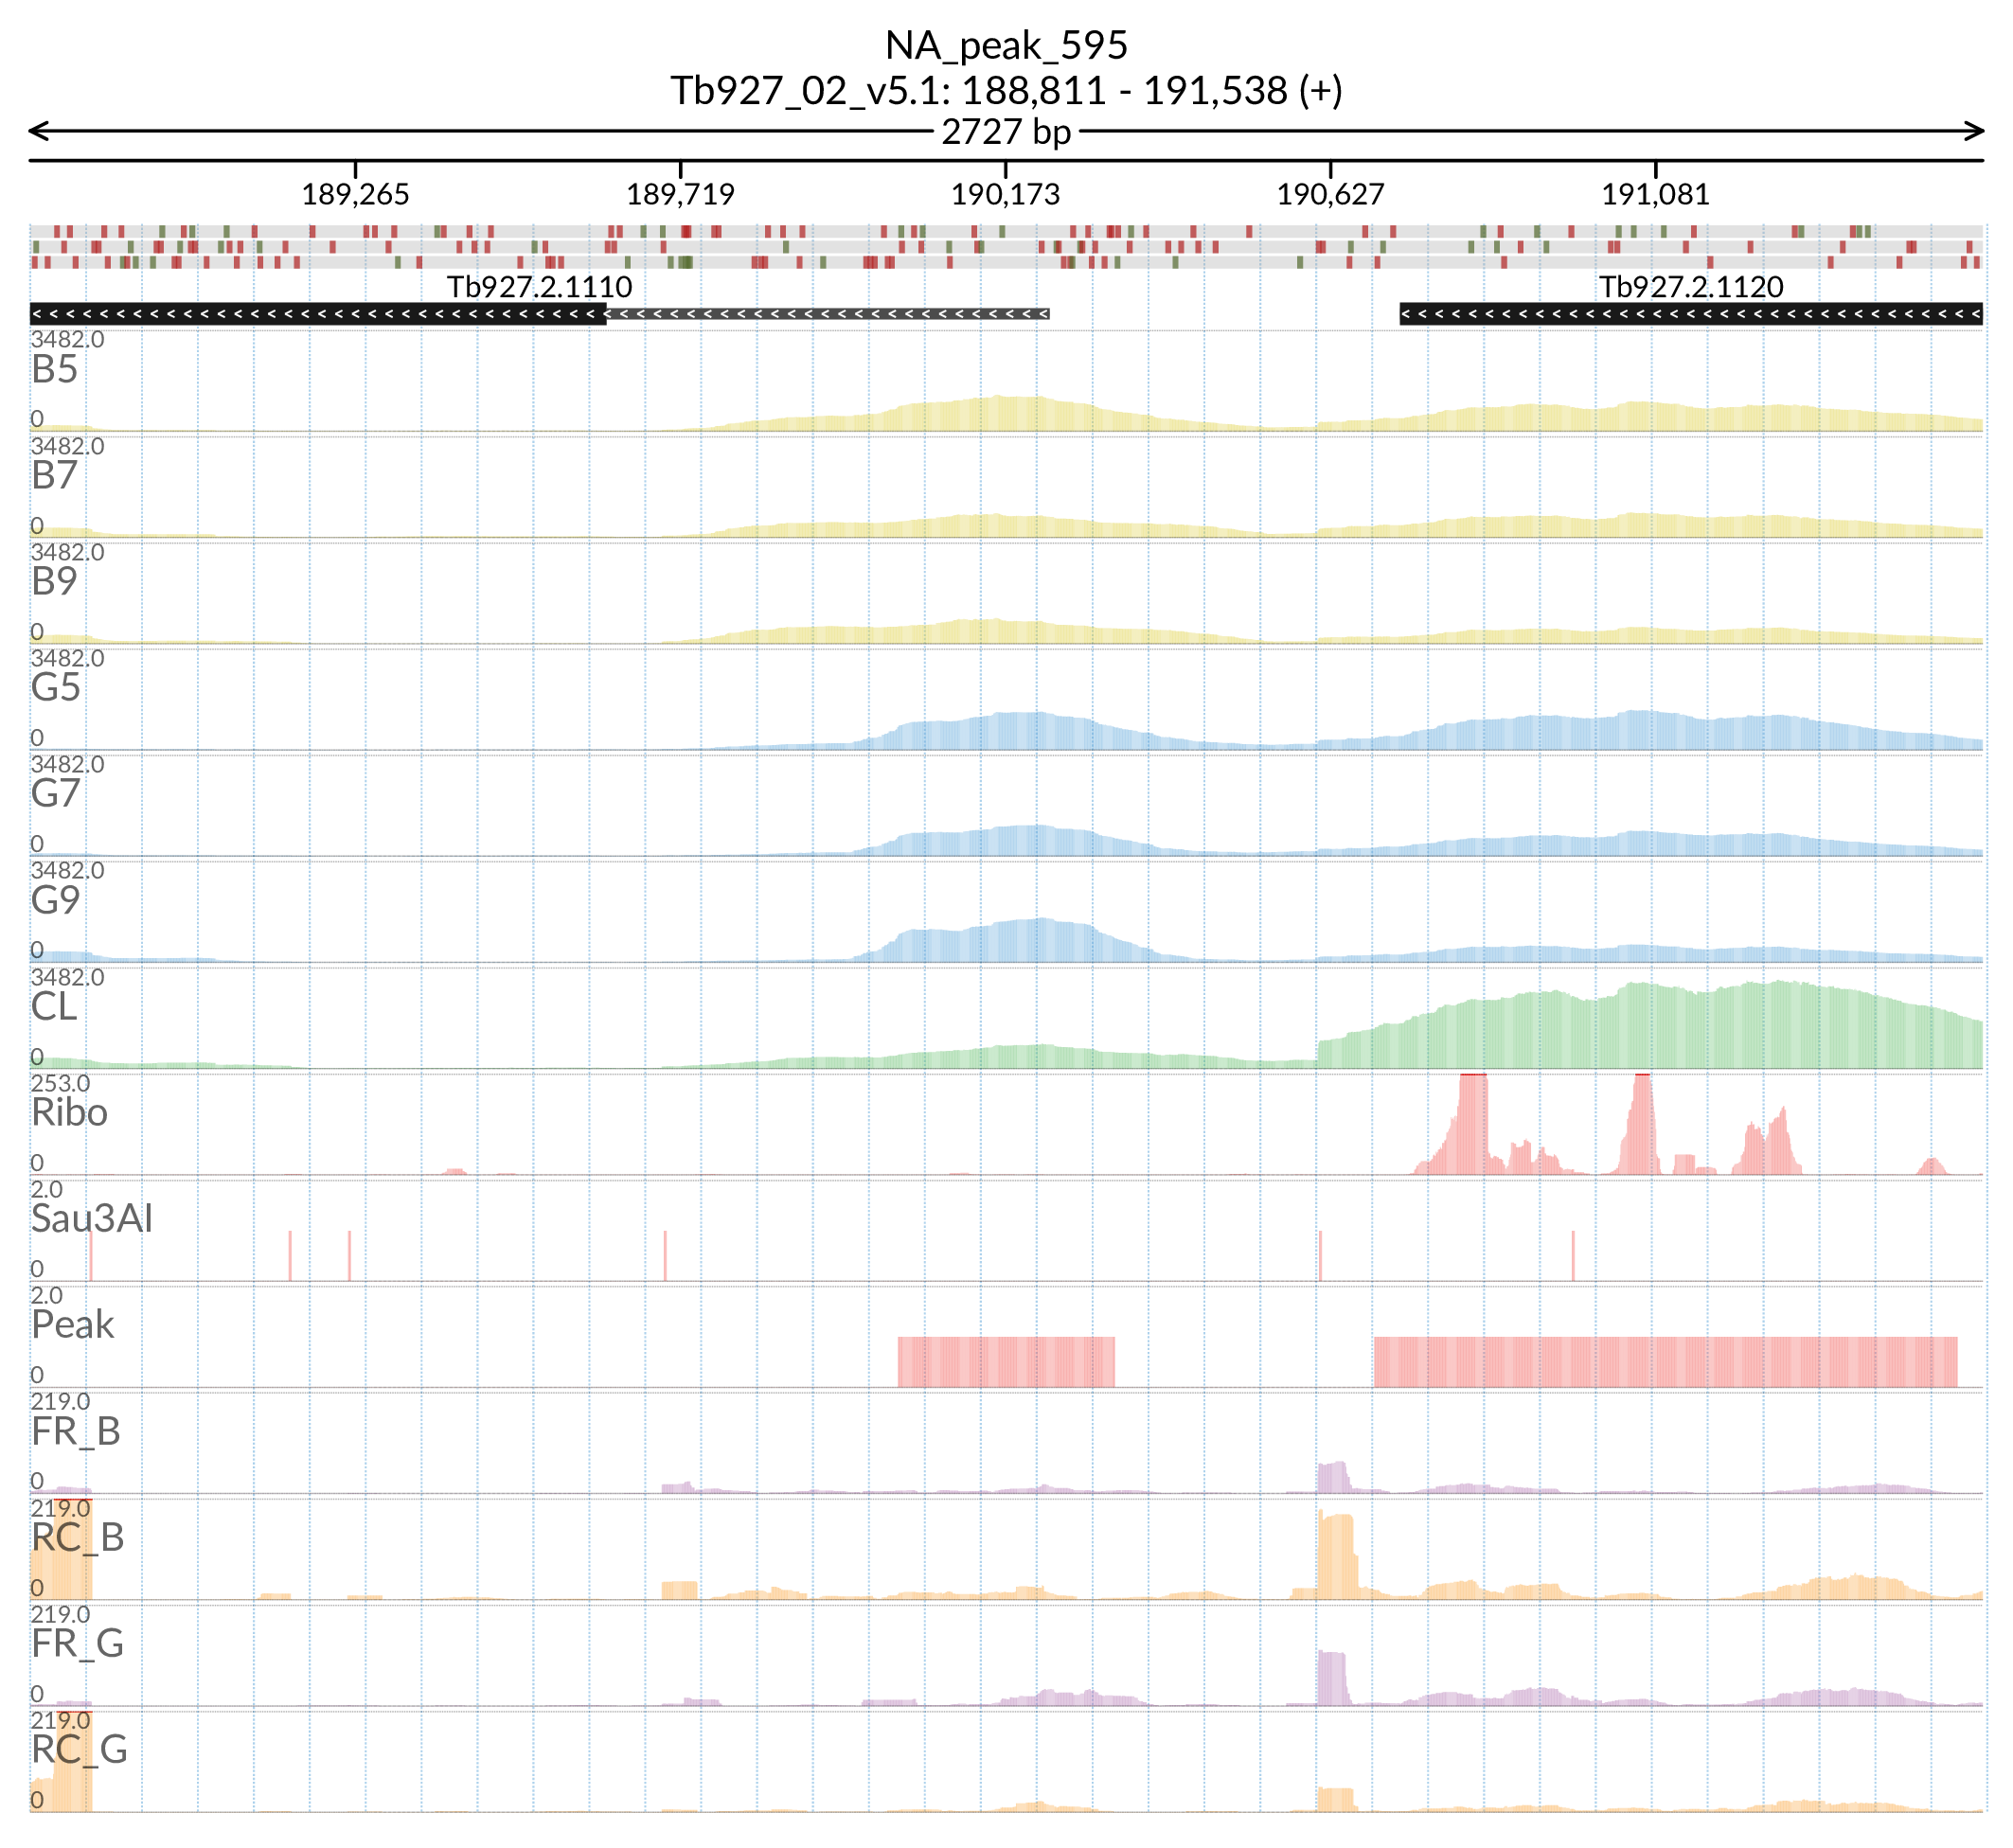 NA_peak_595
Tb927_02_v5.1: 188,811 - 191,538 (+)
2727 bp
189,265 189,719 190,173 190,627 191,081
Tb927.2.1110 Tb927.2.1120
3482.0
B5
0
3482.0
B7
0
3482.0
B9
0
3482.0
G5
0
3482.0
G7
0
3482.0
G9
0
3482.0
CL
0
253.0
Ribo
0
2.0
Sau3AI
0
2.0
Peak
0
219.0
FR_B
0
219.0
RC_B
0
219.0
FR_G
0
219.0
RC_G
0